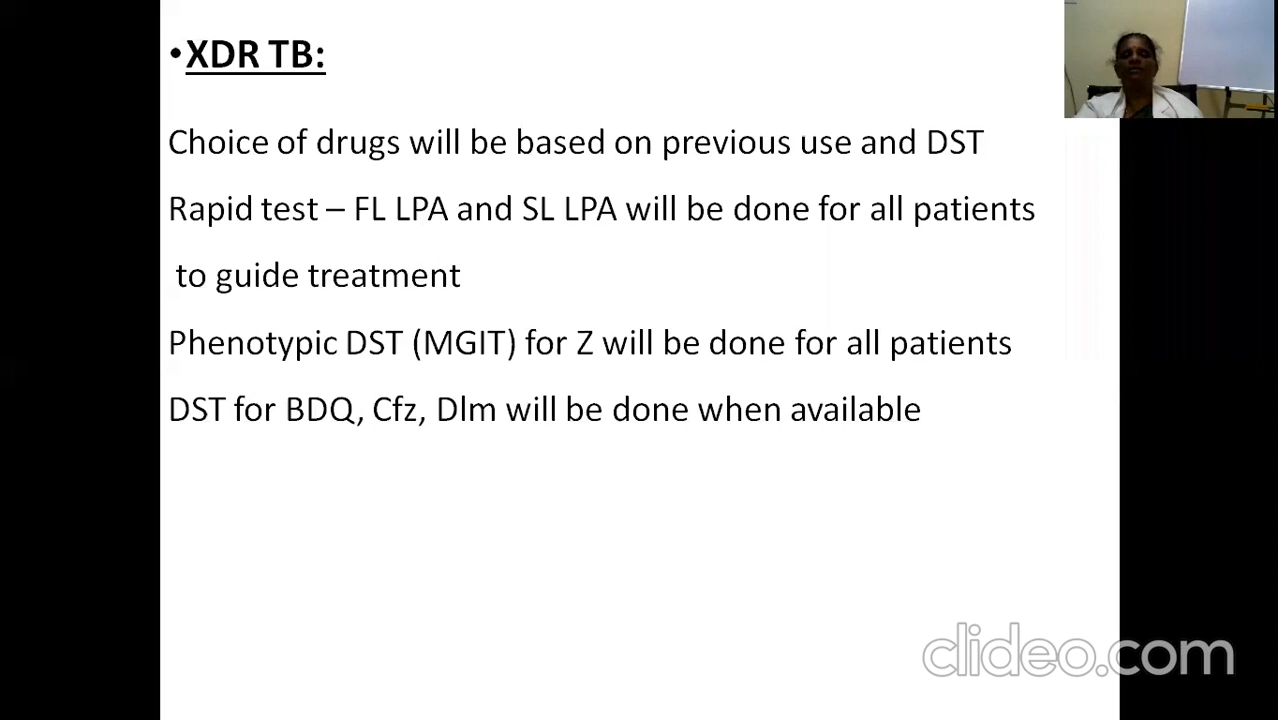 •XDR TB:
Choice of drugs will be based on previous use and DST
Rapid test – FL LPA and SL LPA will be done for all patients
to guide treatment
Phenotypic DST (MGIT) for Z will be done for all patients
DST for BDQ, Cfz, Dlm will be done when available
clideo.com